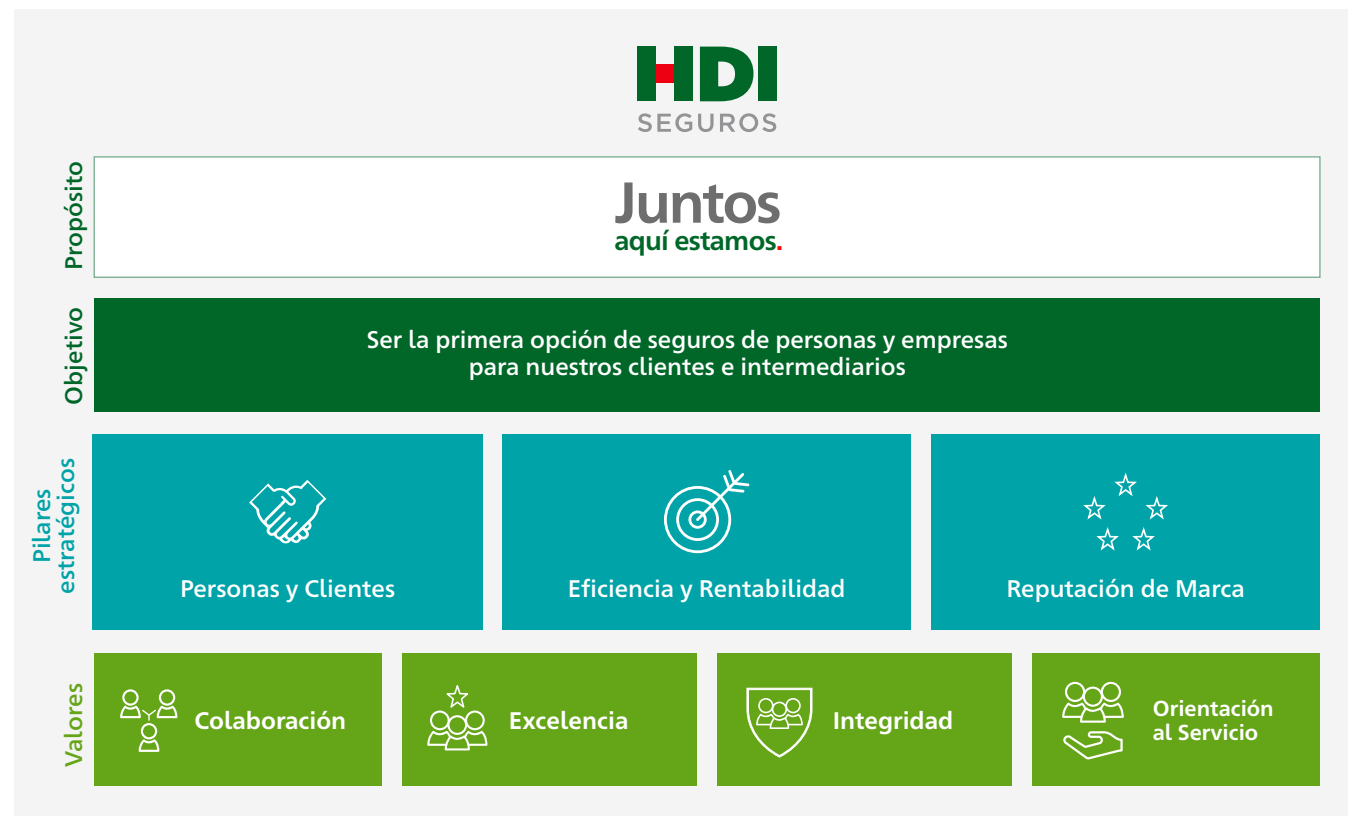 HDI
SEGUROS
Propósito
Juntos
aquí estamos.
Objetivo
Ser la primera opción de seguros de personas y empresas
para nuestros clientes e intermediarios
Pilares
estratégicos
Personas y Clientes
Eficiencia y Rentabilidad
Reputación de Marca
Valores
Colaboración
Excelencia
Integridad
Orientación
al Servicio